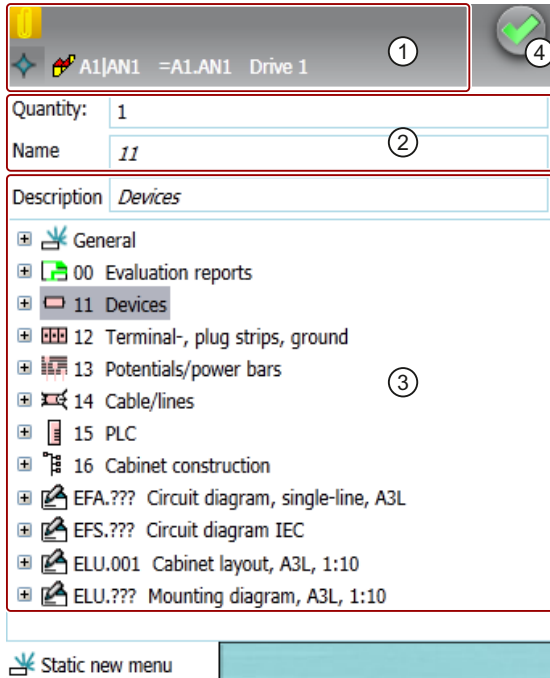 A1|AN1 =A1.AN1 Drive 1
1
4
Quantity: 1
2
Name 11
Description Devices
General
00 Evaluation reports
11 Devices
12 Terminal-, plug strips, ground
13 Potentials/power bars
3
14 Cable/lines
15 PLC
16 Cabinet construction
EFA.??? Circuit diagram, single-line, A3L
EFS.??? Circuit diagram IEC
ELU.001 Cabinet layout, A3L, 1:10
ELU.??? Mounting diagram, A3L, 1:10
Static new menu